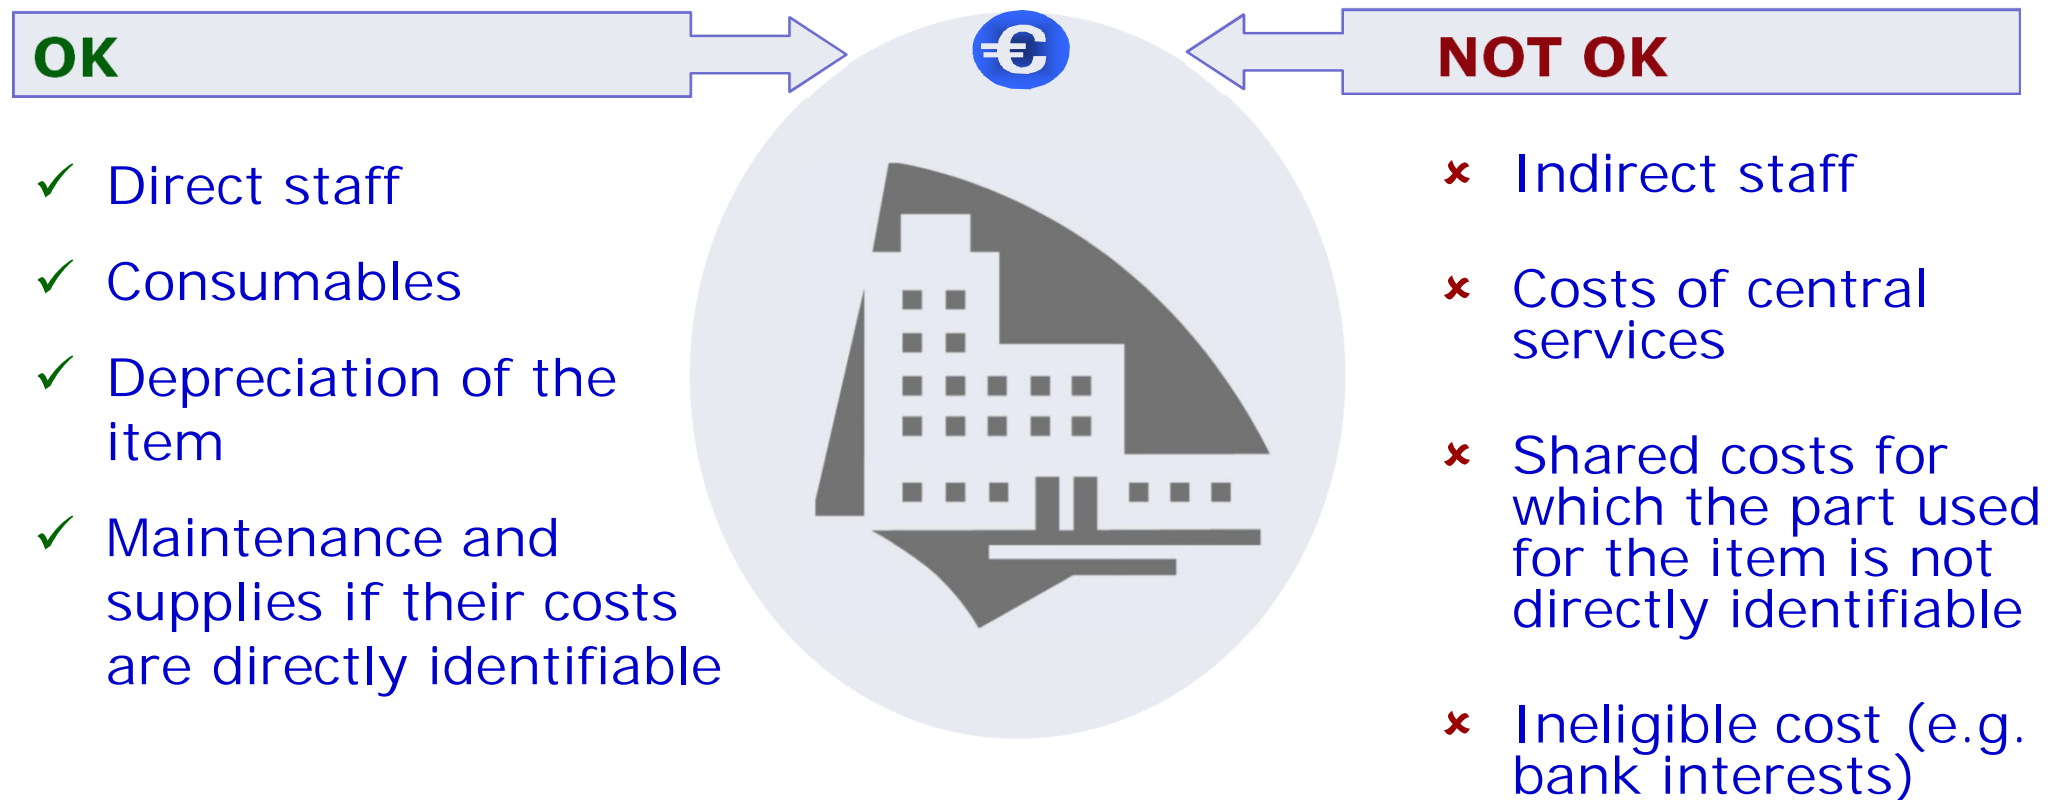 OK
✓ Direct staff
✓ Consumables
✓ Depreciation of the
item
✓ Maintenance and
supplies if their costs
are directly identifiable
€
NOT OK
× Indirect staff
× Costs of central
services
× Shared costs for
which the part used
for the item is not
directly identifiable
× Ineligible cost (e.g.
bank interests)